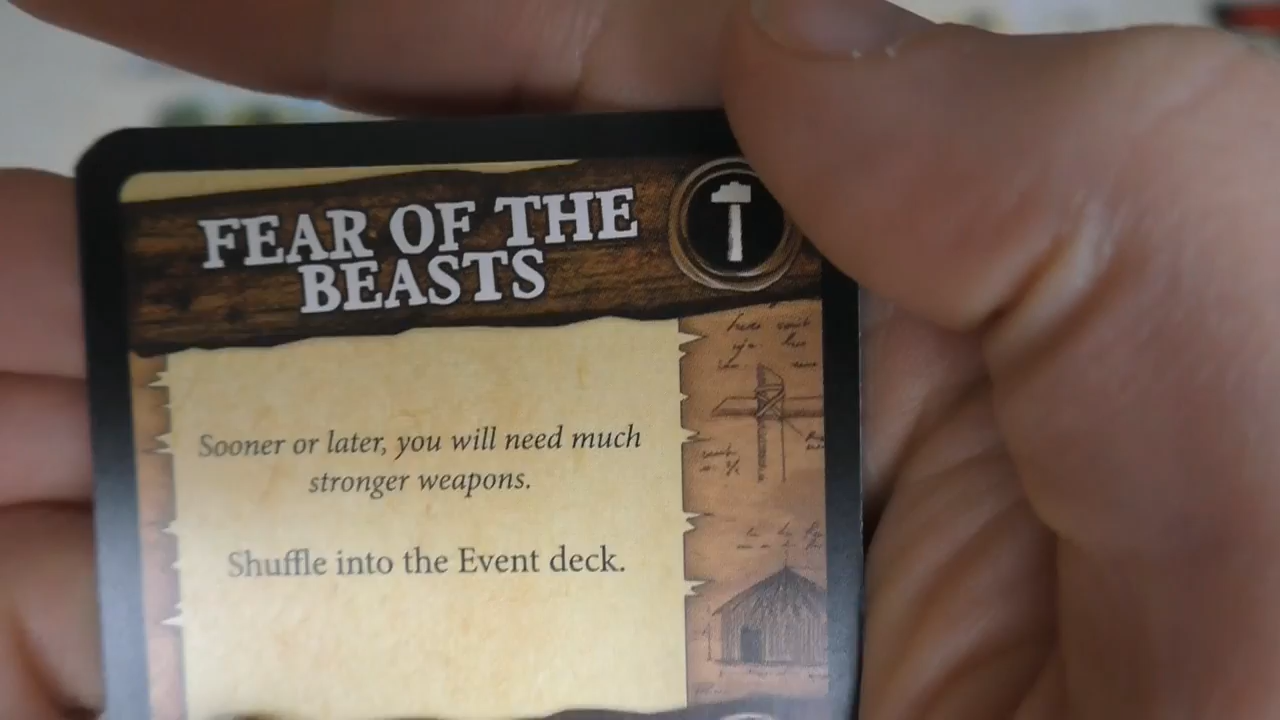 FEAR OF THE
BEASTS
Sooner or later, you will need much
stronger weapons.
Shuffle into the Event deck.